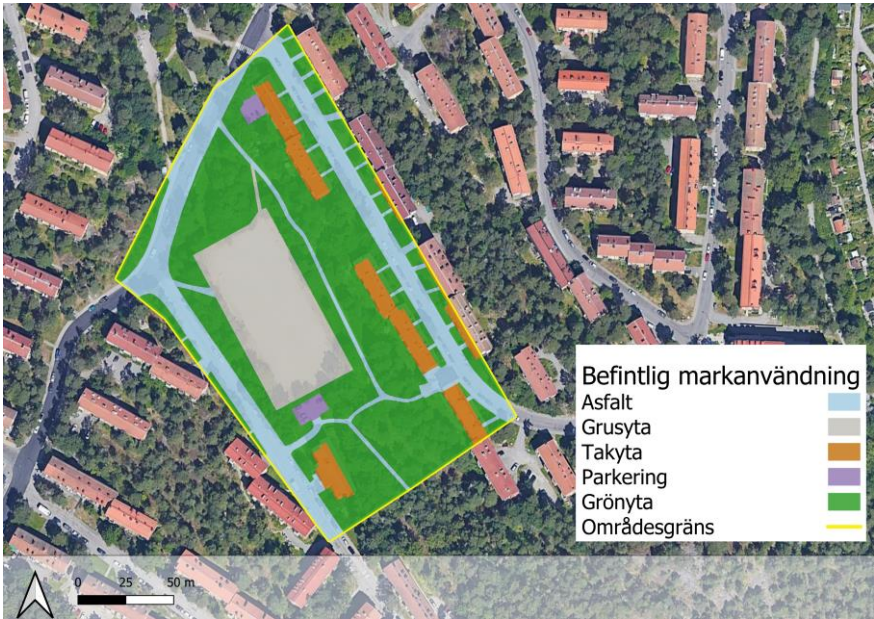 Befintlig markanvändning
Asfalt
Grusyta
Takyta
Parkering
Grönyta
Områdesgräns
0 25 50 m